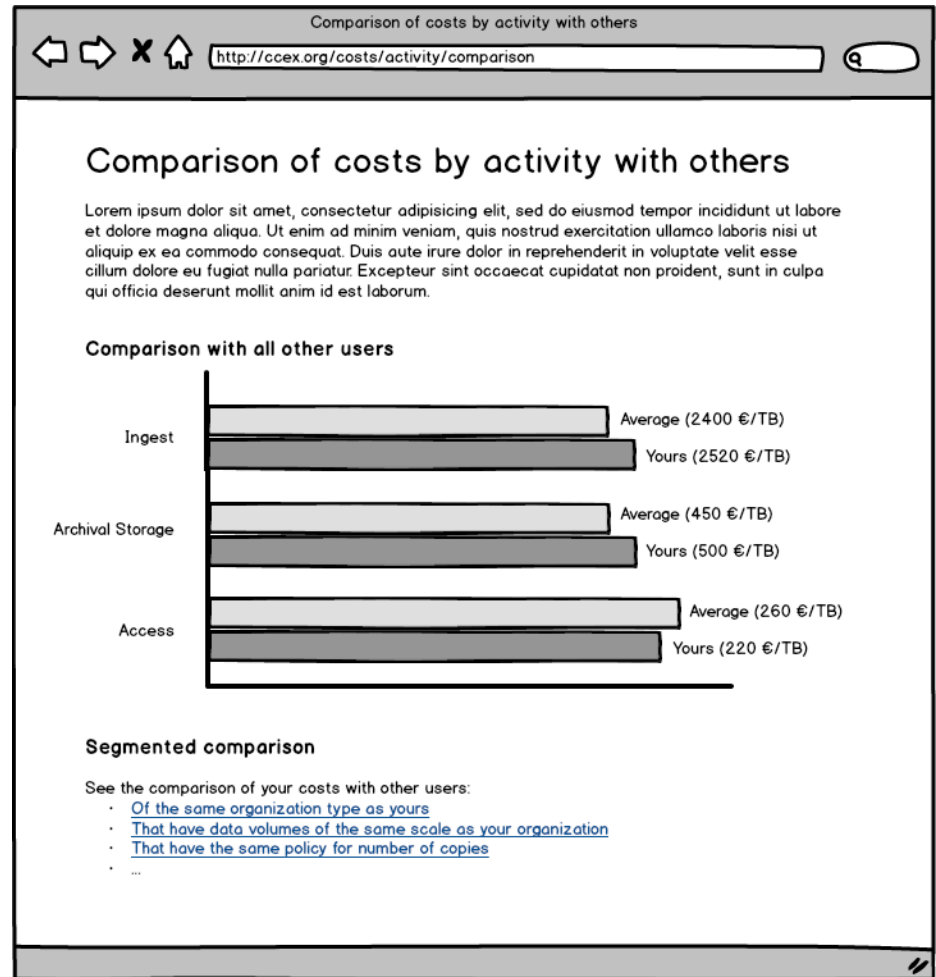 Comparison of costs by activity with others
http://ccex.org/costs/activity/comparison
Comparison of costs by activity with others
Lorem ipsum dolor sit amet, consectetur adipisicing elit, sed do eiusmod tempor incididunt ut labore
et dolore magna aliqua. Ut enim ad minim veniam, quis nostrud exercitation ullamco laboris nisi ut
aliquip ex ea commodo consequat. Duis aute irure dolor in reprehenderit in voluptate velit esse
cillum dolore eu fugiat nulla pariatur. Excepteur sint occaecat cupidatat non proident, sunt in culpa
qui officia deserunt mollit anim id est laborum.
Comparison with all other users
Ingest
Average (2400 €/TB)
Yours (2520 €/TB)
Archival Storage
Average (450 €/TB)
Yours (500 €/TB)
Access
Average (260 €/TB)
Yours (220 €/TB)
Segmented comparison
See the comparison of your costs with other users:
· Of the same organization type as yours
· That have data volumes of the same scale as your organization
· That have the same policy for number of copies
· ...